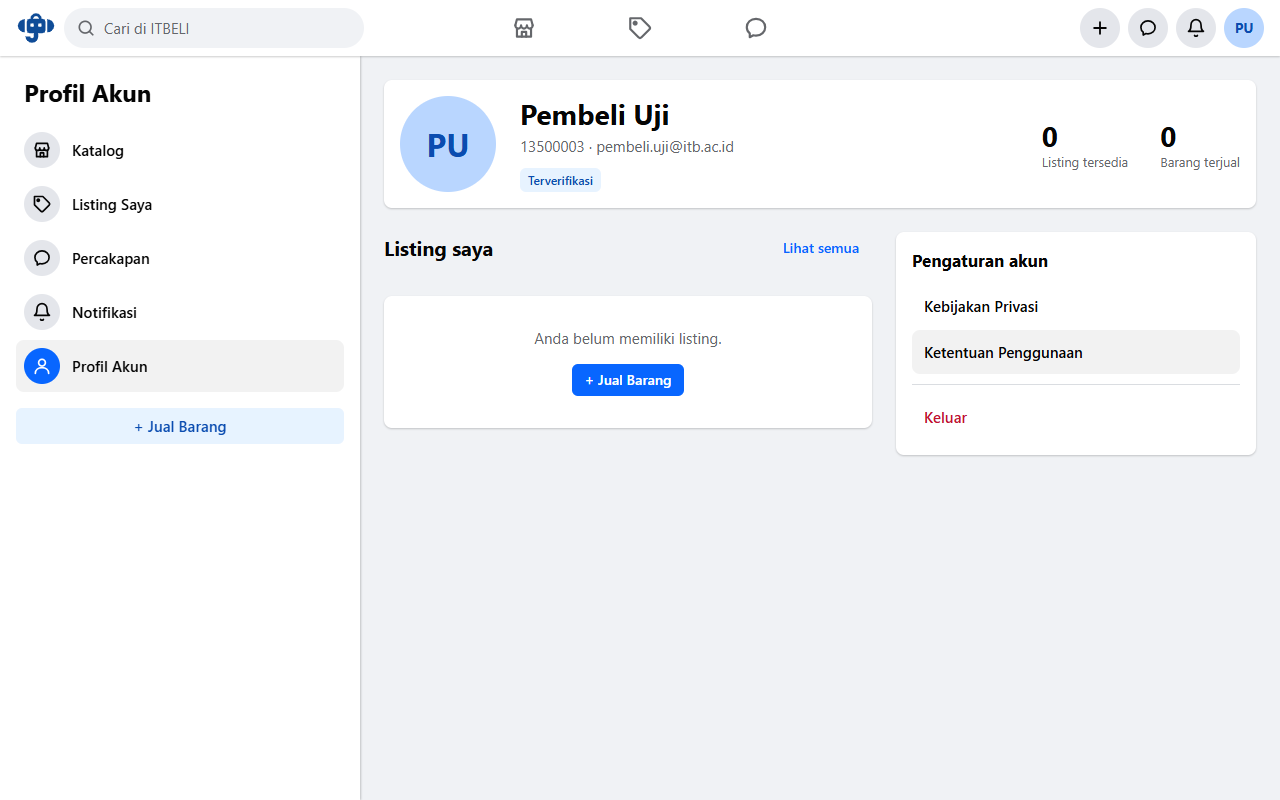 Cari di ITBELI
PU
Profil Akun
Katalog
Listing Saya
Percakapan
Notifikasi
Profil Akun
+ Jual Barang
PU
Pembeli Uji
13500003 · pembeli.uji@itb.ac.id
Terverifikasi
0
Listing tersedia
0
Barang terjual
Listing saya
Lihat semua
Anda belum memiliki listing.
+ Jual Barang
Pengaturan akun
Kebijakan Privasi
Ketentuan Penggunaan
Keluar